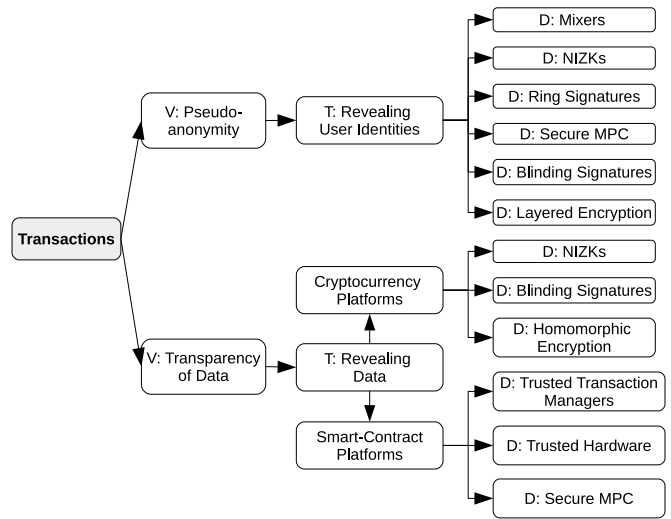 Transactions
V: Pseudo-
anonymity
T: Revealing
User Identities
D: Mixers
D: NIZKs
D: Ring Signatures
D: Secure MPC
D: Blinding Signatures
D: Layered Encryption
V: Transparency
of Data
T: Revealing
Data
Cryptocurrency
Platforms
D: NIZKs
D: Blinding Signatures
D: Homomorphic
Encryption
Smart-Contract
Platforms
D: Trusted Transaction
Managers
D: Trusted Hardware
D: Secure MPC